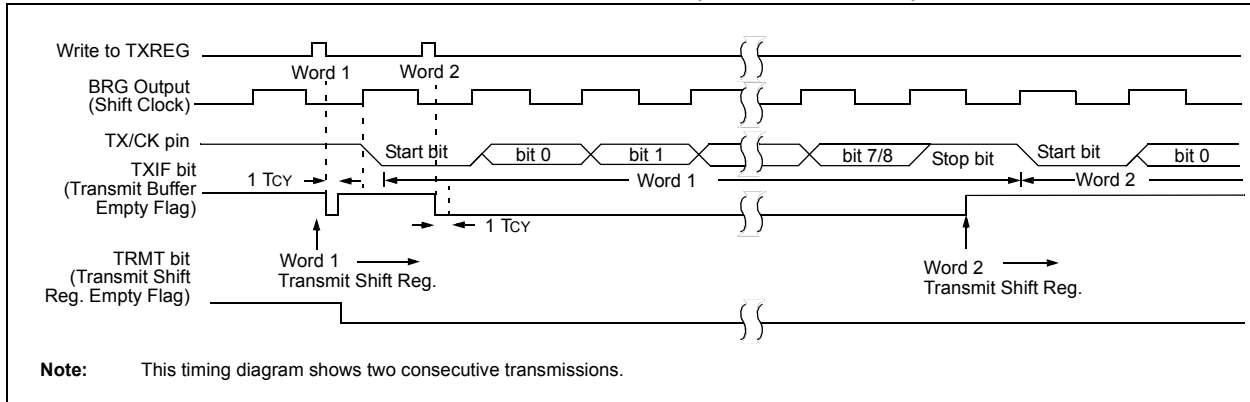 Write to TXREG
Word 1
Word 2
BRG Output
(Shift Clock)
TX/CK pin
Start bit
bit 0
bit 1
bit 7/8
Stop bit
Start bit
bit 0
TXIF bit
(Transmit Buffer
Empty Flag)
1 TCY
Word 1
Word 2
1 TCY
TRMT bit
(Transmit Shift
Reg. Empty Flag)
Word 1
Transmit Shift Reg.
Word 2
Transmit Shift Reg.
Note: This timing diagram shows two consecutive transmissions.